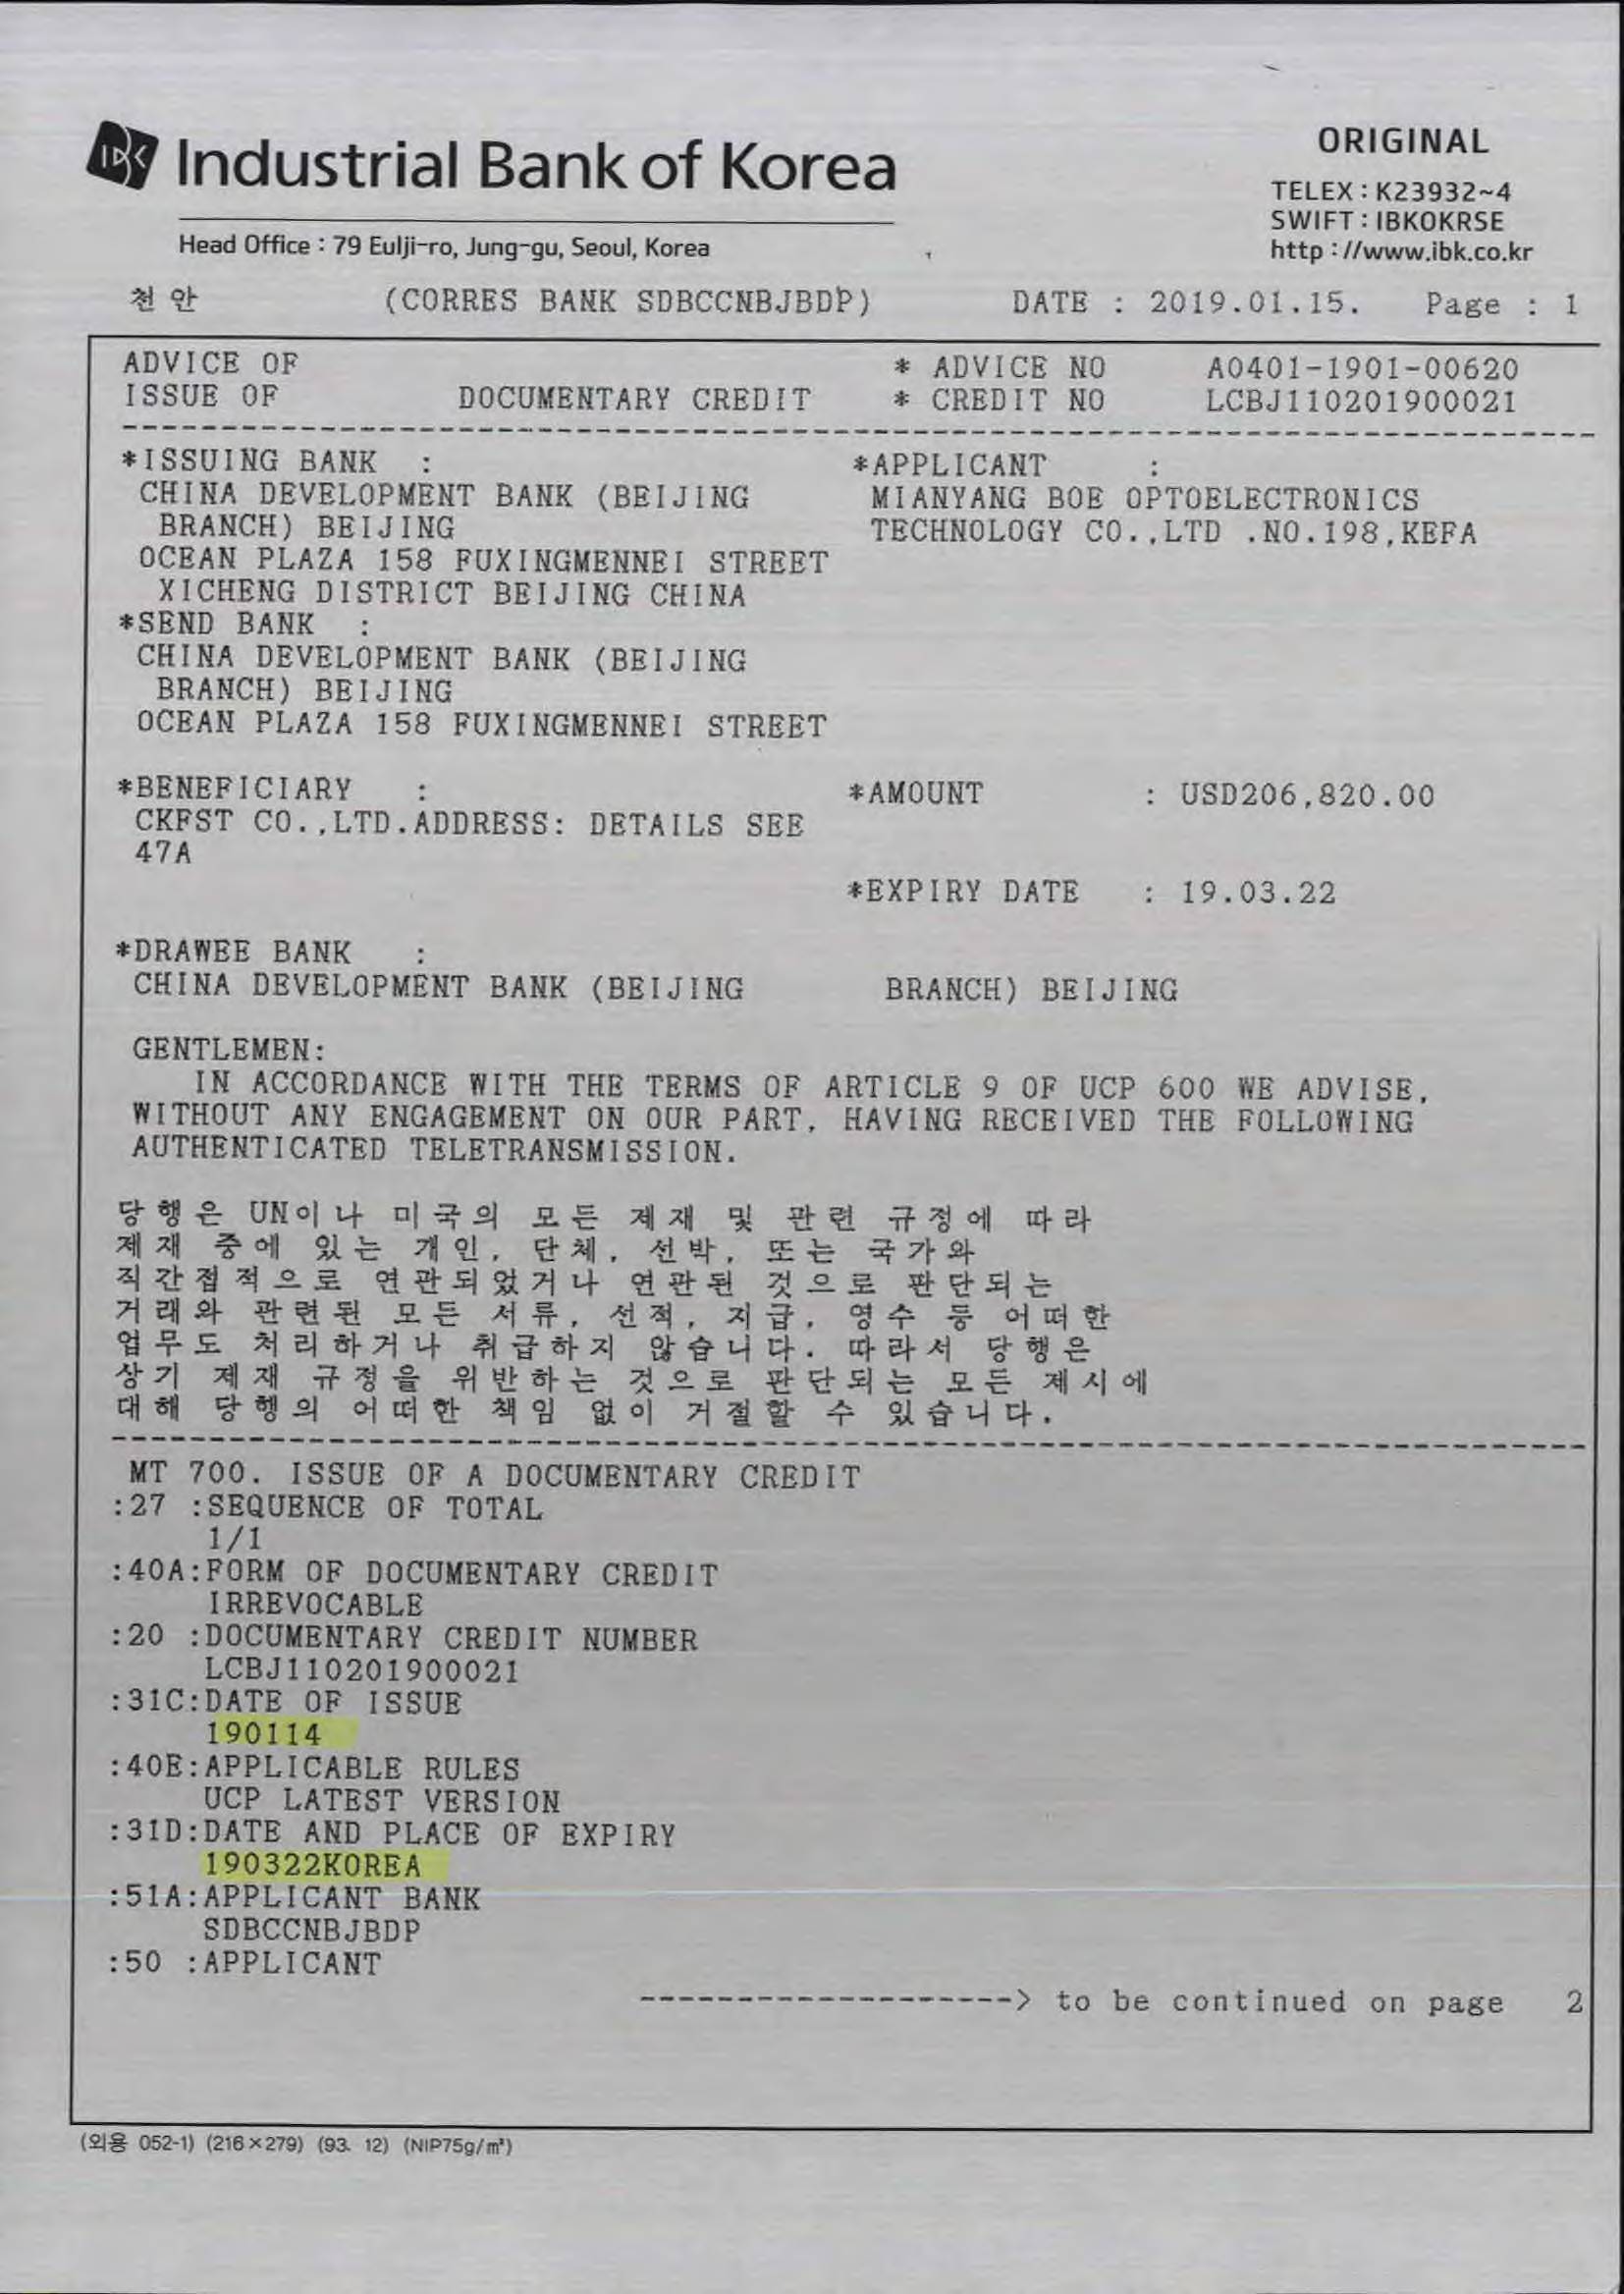 IBK Industrial Bank of Korea
ORIGINAL
TELEX : K23932~4
SWIFT : IBKOKRSE
http : //www.ibk.co.kr
Head Office : 79 Eulji-ro, Jung-gu, Seoul, Korea
천안 (CORRES BANK SDBCCNBJBDP) DATE : 2019.01.15. Page : 1
ADVICE OF * ADVICE NO A0401-1901-00620
ISSUE OF DOCUMENTARY CREDIT * CREDIT NO LCBJ110201900021
*ISSUING BANK : *APPLICANT :
CHINA DEVELOPMENT BANK (BEIJING MIANYANG BOE OPTOELECTRONICS
BRANCH) BEIJING TECHNOLOGY CO.,LTD .NO.198,KEFA
OCEAN PLAZA 158 FUXINGMENNEI STREET
XICHENG DISTRICT BEIJING CHINA
*SEND BANK :
CHINA DEVELOPMENT BANK (BEIJING
BRANCH) BEIJING
OCEAN PLAZA 158 FUXINGMENNEI STREET
*BENEFICIARY : *AMOUNT : USD206,820.00
CKFST CO.,LTD.ADDRESS: DETAILS SEE
47A
*EXPIRY DATE : 19.03.22
*DRAWEE BANK :
CHINA DEVELOPMENT BANK (BEIJING BRANCH) BEIJING
GENTLEMEN:
IN ACCORDANCE WITH THE TERMS OF ARTICLE 9 OF UCP 600 WE ADVISE,
WITHOUT ANY ENGAGEMENT ON OUR PART, HAVING RECEIVED THE FOLLOWING
AUTHENTICATED TELETRANSMISSION.
당행은 UN이나 미국의 모든 제재 및 관련 규정에 따라
제재 중에 있는 개인, 단체, 선박, 또는 국가와
직간접적으로 연관되었거나 연관된 것으로 판단되는
거래와 관련된 모든 서류, 선적, 지급, 영수 등 어떠한
업무도 처리하거나 취급하지 않습니다. 따라서 당행은
상기 제재 규정을 위반하는 것으로 판단되는 모든 제시에
대해 당행의 어떠한 책임 없이 거절할 수 있습니다.
MT 700. ISSUE OF A DOCUMENTARY CREDIT
:27 :SEQUENCE OF TOTAL
1/1
:40A:FORM OF DOCUMENTARY CREDIT
IRREVOCABLE
:20 :DOCUMENTARY CREDIT NUMBER
LCBJ110201900021
:31C:DATE OF ISSUE
190114
:40E:APPLICABLE RULES
UCP LATEST VERSION
:31D:DATE AND PLACE OF EXPIRY
190322KOREA
:51A:APPLICANT BANK
SDBCCNBJBDP
:50 :APPLICANT
-------------------> to be continued on page 2
(외용 052-1) (216×279) (93. 12) (NIP75g/m²)